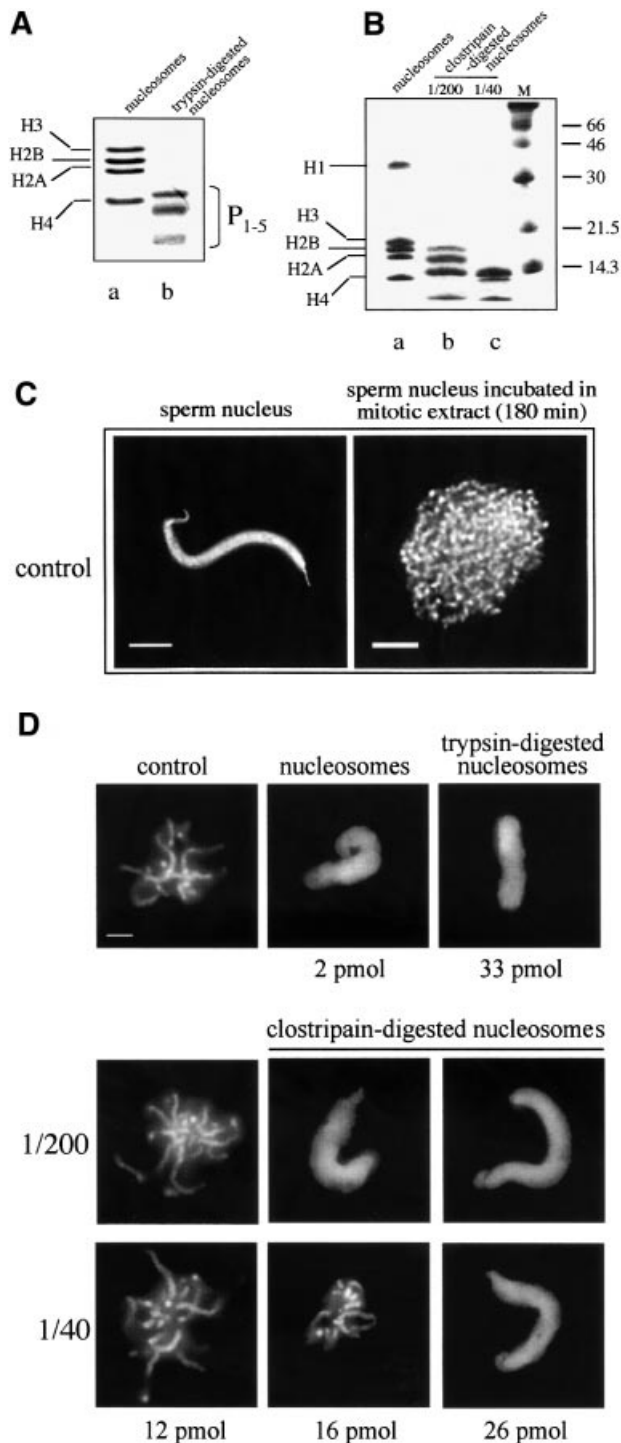 A
nucleosomes
trypsin-digested
nucleosomes
H3
H2B
H2A
H4
P1-5
a b
B
nucleosomes
clostripain
-digested
nucleosomes
1/200 1/40 M
H1
H3
H2B
H2A
H4
66
46
30
21.5
14.3
a b c
C
sperm nucleus
sperm nucleus incubated in
mitotic extract (180 min)
control
D
control
nucleosomes
trypsin-digested
nucleosomes
2 pmol
33 pmol
clostripain-digested nucleosomes
1/200
1/40
12 pmol
16 pmol
26 pmol